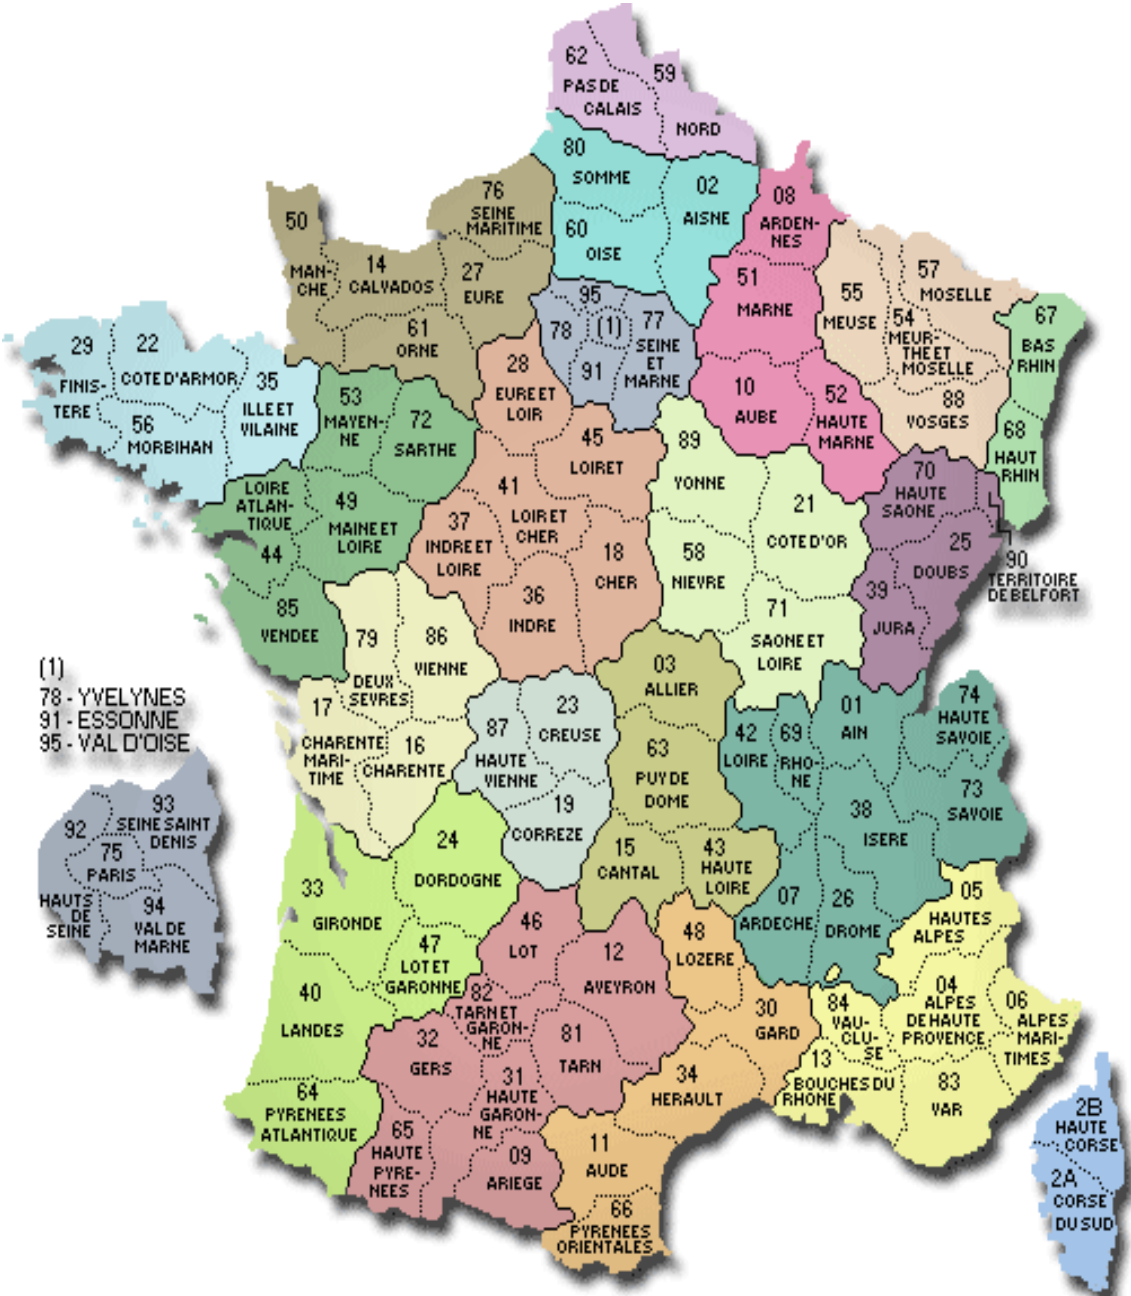 62
PAS DE
CALAIS
59
NORD
80
SOMME
02
AISNE
60
OISE
76
SEINE
MARITIME
50
MAN-
CHE
14
CALVADOS
27
EURE
61
ORNE
08
ARDEN-
NES
51
MARNE
10
AUBE
52
HAUTE
MARNE
55
MEUSE
57
MOSELLE
54
MEUR-
THE ET
MOSELLE
88
VOSGES
67
BAS
RHIN
68
HAUT
RHIN
95
78
(1)
91
77
SEINE
ET
MARNE
29
FINIS-
TERE
22
COTE D'ARMOR
56
MORBIHAN
35
ILLE ET
VILAINE
53
MAYEN-
NE
72
SARTHE
LOIRE
ATLAN-
TIQUE
44
49
MAINE ET
LOIRE
85
VENDEE
28
EURE ET
LOIR
45
LOIRET
41
LOIR ET
CHER
37
INDRE ET
LOIRE
18
CHER
36
INDRE
89
YONNE
21
COTE D'OR
58
NIEVRE
71
SAONE ET
LOIRE
70
HAUTE
SAONE
25
DOUBS
39
JURA
90
TERRITOIRE
DE BELFORT
79
DEUX
SEVRES
86
VIENNE
17
CHARENTE
MARI-
TIME
16
CHARENTE
87
HAUTE
VIENNE
23
CREUSE
19
CORREZE
03
ALLIER
63
PUY DE
DOME
15
CANTAL
43
HAUTE
LOIRE
42
LOIRE
69
RHO-
NE
01
AIN
74
HAUTE
SAVOIE
73
SAVOIE
38
ISERE
07
ARDECHE
26
DROME
(1)
78 - YVELYNES
91 - ESSONNE
95 - VAL D'OISE
93
SEINE SAINT
DENIS
92
75
PARIS
HAUTS
DE
SEINE
94
VAL DE
MARNE
24
DORDOGNE
33
GIRONDE
47
LOT ET
GARONNE
40
LANDES
64
PYRENEES
ATLANTIQUE
46
LOT
12
AVEYRON
82
TARN ET
GARON-
NE
32
GERS
81
TARN
31
HAUTE
GARON-
NE
65
HAUTE
PYRE-
NEES
09
ARIEGE
48
LOZERE
30
GARD
34
HERAULT
11
AUDE
66
PYRENEES
ORIENTALES
05
HAUTES
ALPES
04
ALPES
DE HAUTE
PROVENCE
06
ALPES
MARI-
TIMES
84
VAU-
CLU-
SE
13
BOUCHES DU
RHONE
83
VAR
2B
HAUTE
CORSE
2A
CORSE
DU SUD